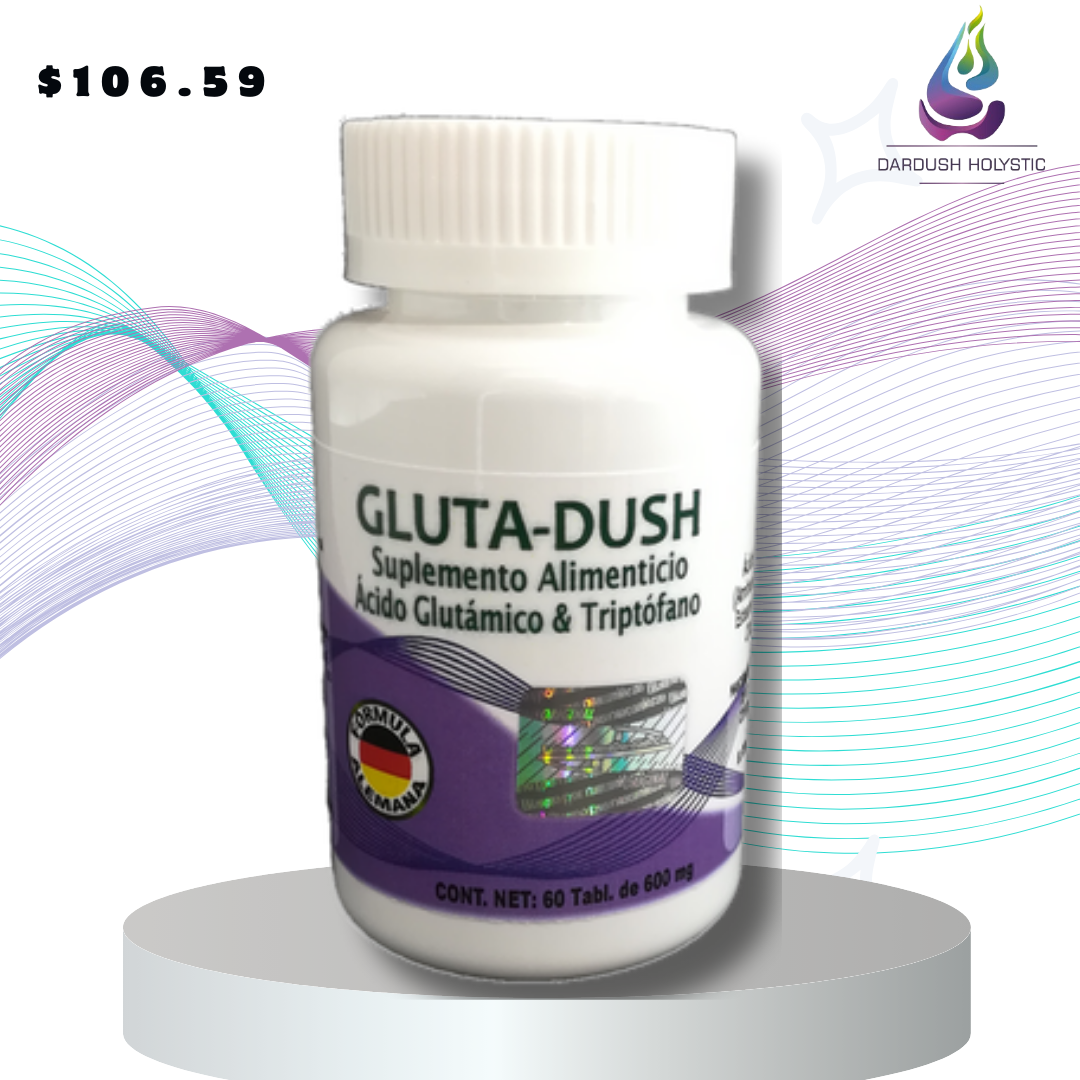 $106.59
DARDUSH HOLYSTIC
GLUTA-DUSH
Suplemento Alimenticio
Ácido Glutámico & Triptófano
FÓRMULA
ALEMANA
CONT. NET: 60 Tabl. de 600 mg